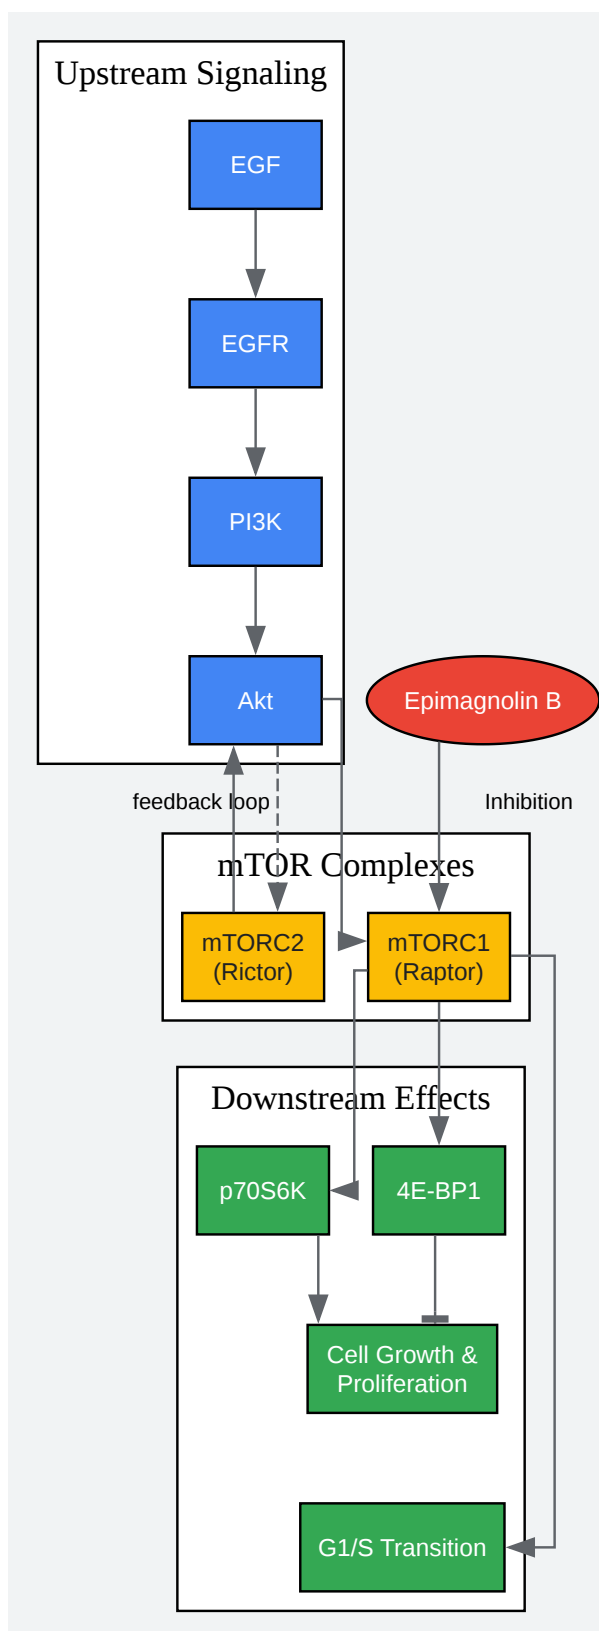 Upstream Signaling
EGF
EGFR
PI3K
Akt
Epimagnolin B
feedback loop
Inhibition
mTOR Complexes
mTORC2
(Rictor)
mTORC1
(Raptor)
Downstream Effects
p70S6K
4E-BP1
Cell Growth &
Proliferation
G1/S Transition